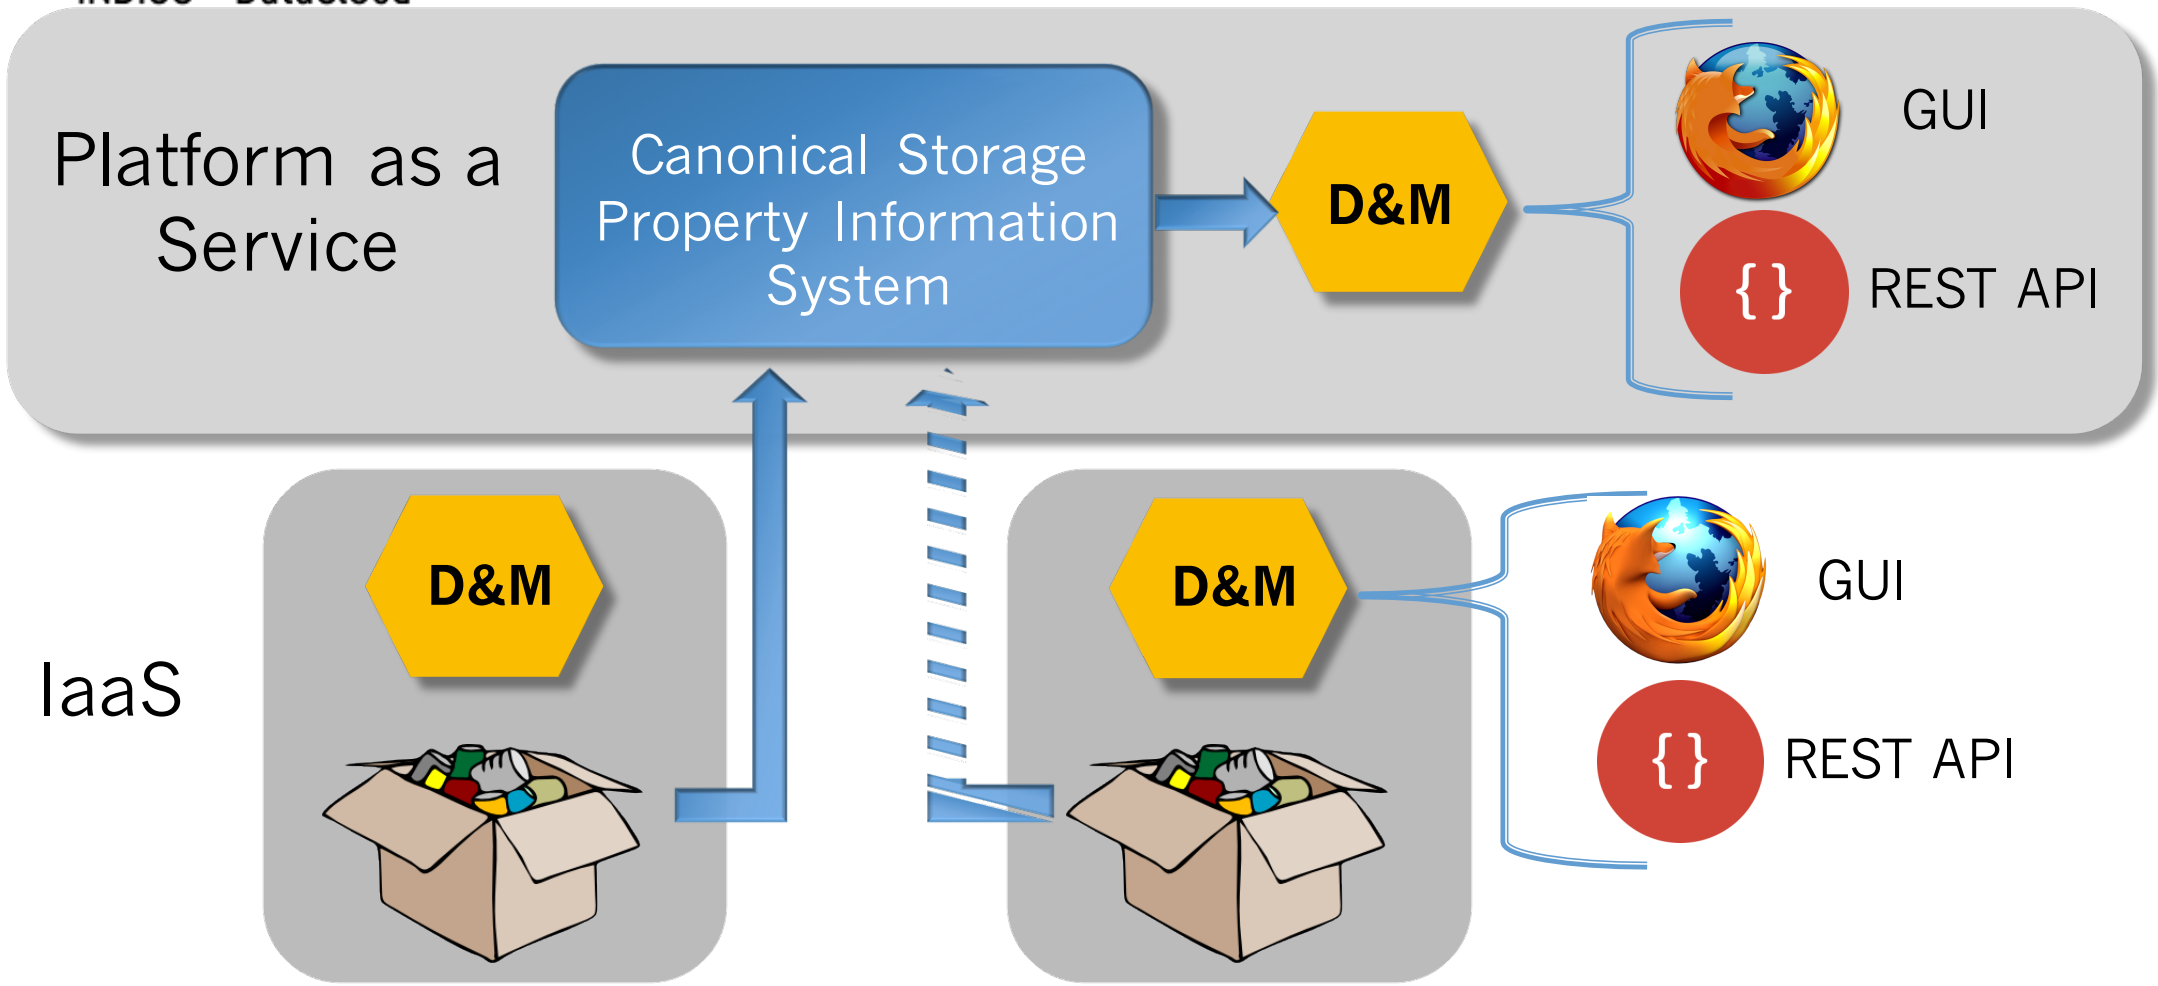 Platform as a
Service
Canonical Storage
Property Information
System
D&M
GUI
{ }
REST API
IaaS
D&M
D&M
GUI
{ }
REST API